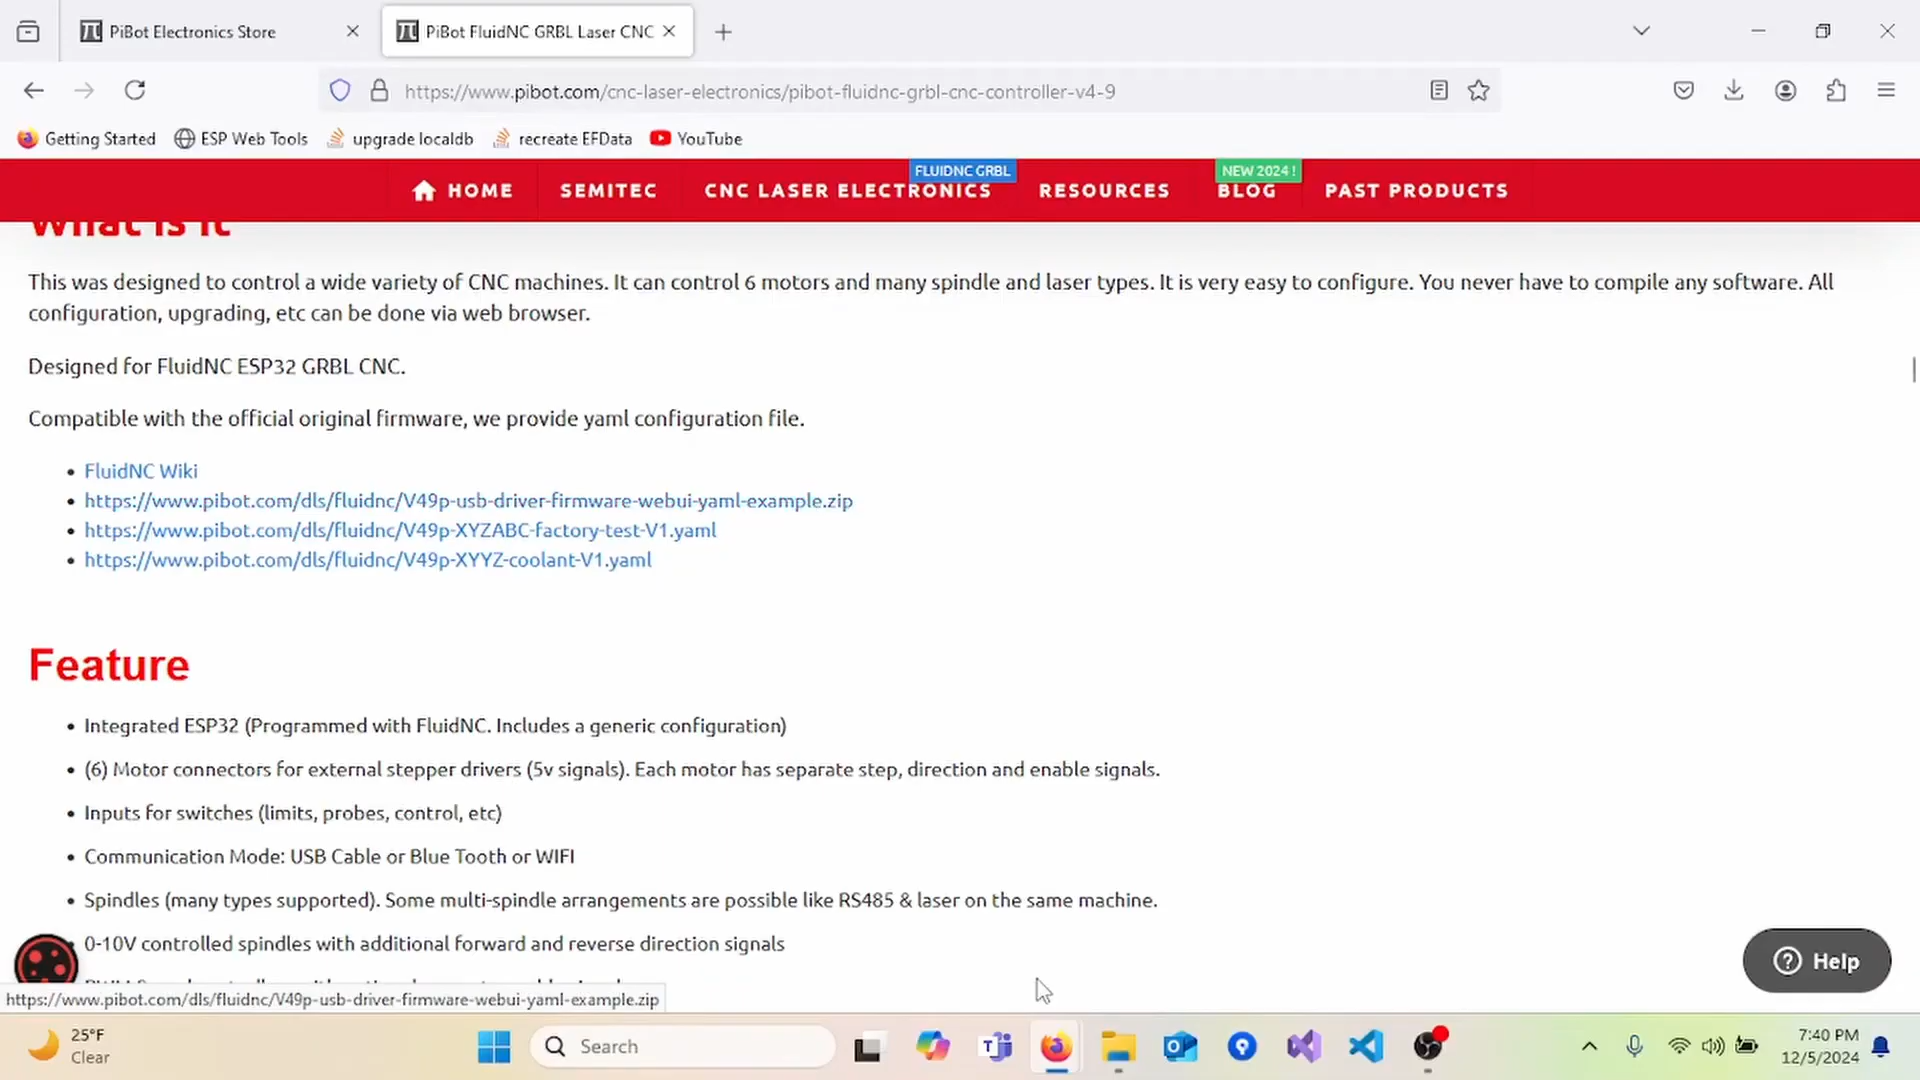 PiBot Electronics Store
PiBot FluidNC GRBL Laser CNC
https://www.pibot.com/cnc-laser-electronics/pibot-fluidnc-grbl-cnc-controller-v4-9
Getting Started
ESP Web Tools
upgrade localdb
recreate EFData
YouTube
FLUIDNC GRBL
NEW 2024 !
HOME
SEMITEC
CNC LASER ELECTRONICS
RESOURCES
BLOG
PAST PRODUCTS
What is it
This was designed to control a wide variety of CNC machines. It can control 6 motors and many spindle and laser types. It is very easy to configure. You never have to compile any software. All
configuration, upgrading, etc can be done via web browser.
Designed for FluidNC ESP32 GRBL CNC.
Compatible with the official original firmware, we provide yaml configuration file.
• FluidNC Wiki
• https://www.pibot.com/dls/fluidnc/V49p-usb-driver-firmware-webui-yaml-example.zip
• https://www.pibot.com/dls/fluidnc/V49p-XYZABC-factory-test-V1.yaml
• https://www.pibot.com/dls/fluidnc/V49p-XYYZ-coolant-V1.yaml
Feature
• Integrated ESP32 (Programmed with FluidNC. Includes a generic configuration)
• (6) Motor connectors for external stepper drivers (5v signals). Each motor has separate step, direction and enable signals.
• Inputs for switches (limits, probes, control, etc)
• Communication Mode: USB Cable or Blue Tooth or WIFI
• Spindles (many types supported). Some multi-spindle arrangements are possible like RS485 & laser on the same machine.
0-10V controlled spindles with additional forward and reverse direction signals
Help
https://www.pibot.com/dls/fluidnc/V49p-usb-driver-firmware-webui-yaml-example.zip
25°F
Clear
Search
7:40 PM
12/5/2024